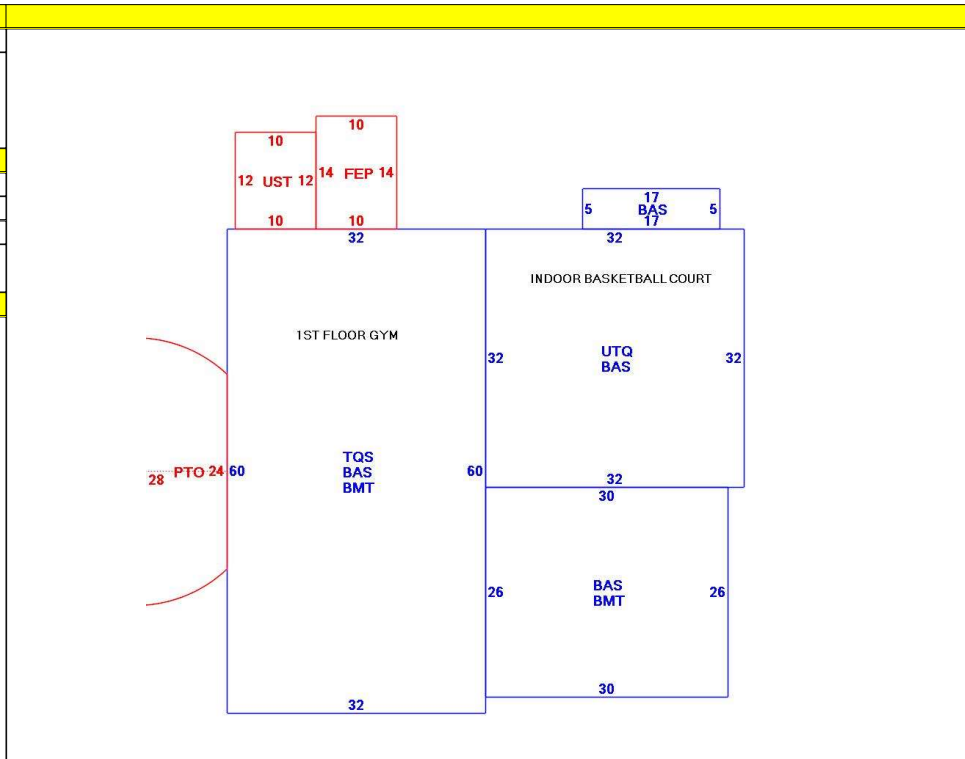 10
10
12 UST 12
14 FEP 14
17
5 BAS 5
17
10
10
32
32
INDOOR BASKETBALL COURT
1ST FLOOR GYM
32
UTQ
BAS
32
TQS
BAS
BMT
28 PTO 24
60
60
32
30
26
BAS
BMT
26
30
32